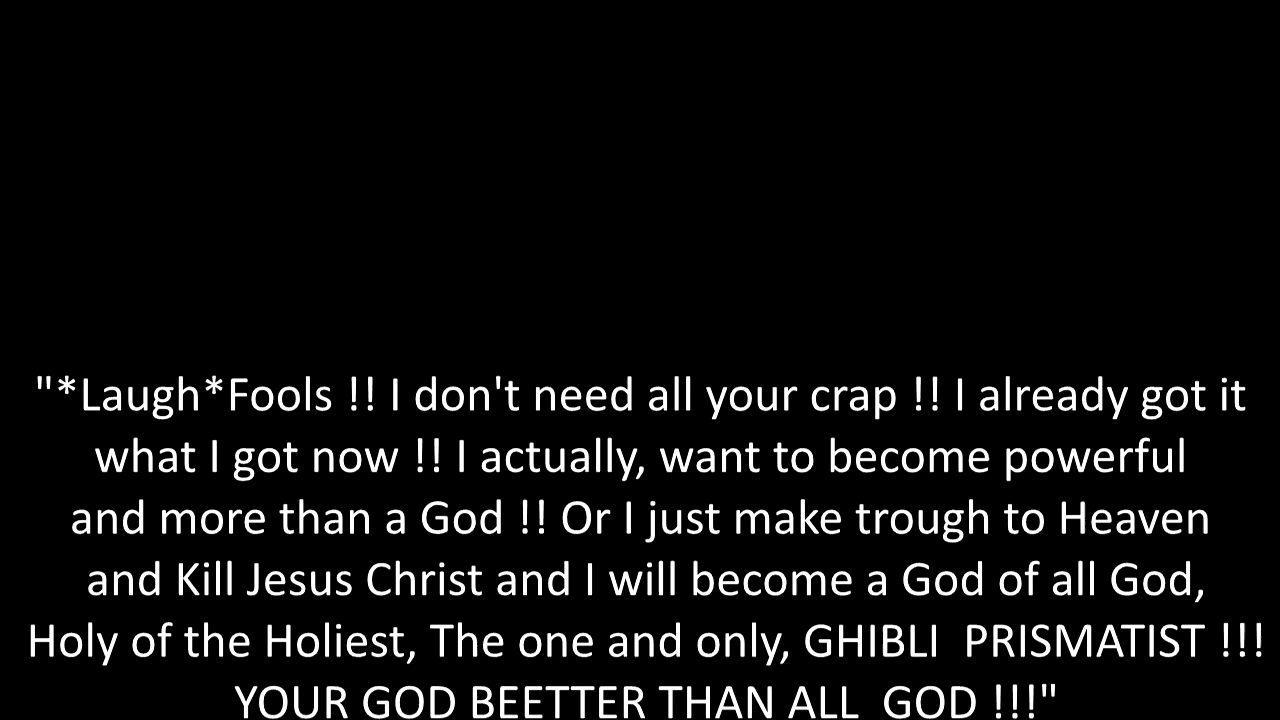 "*Laugh*Fools !! I don't need all your crap !! I already got it
what I got now !! I actually, want to become powerful
and more than a God !! Or I just make trough to Heaven
and Kill Jesus Christ and I will become a God of all God,
Holy of the Holiest, The one and only, GHIBLI  PRISMATIST !!!
YOUR GOD BEETTER THAN ALL  GOD !!!"